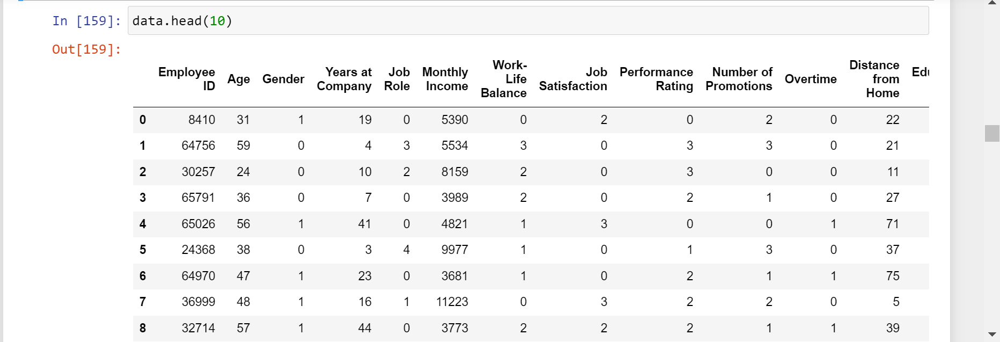 In [159]: data.head(10)
Out[159]:
Employee ID Age Gender Years at Company Job Role Monthly Income Work-Life Balance Job Satisfaction Performance Rating Number of Promotions Overtime Distance from Home Edu
0 8410 31 1 19 0 5390 0 2 0 2 0 22
1 64756 59 0 4 3 5534 3 0 3 3 0 21
2 30257 24 0 10 2 8159 2 0 3 0 0 11
3 65791 36 0 7 0 3989 2 0 2 1 0 27
4 65026 56 1 41 0 4821 1 3 0 0 1 71
5 24368 38 0 3 4 9977 1 0 1 3 0 37
6 64970 47 1 23 0 3681 1 0 2 1 1 75
7 36999 48 1 16 1 11223 0 3 2 2 0 5
8 32714 57 1 44 0 3773 2 2 2 1 1 39